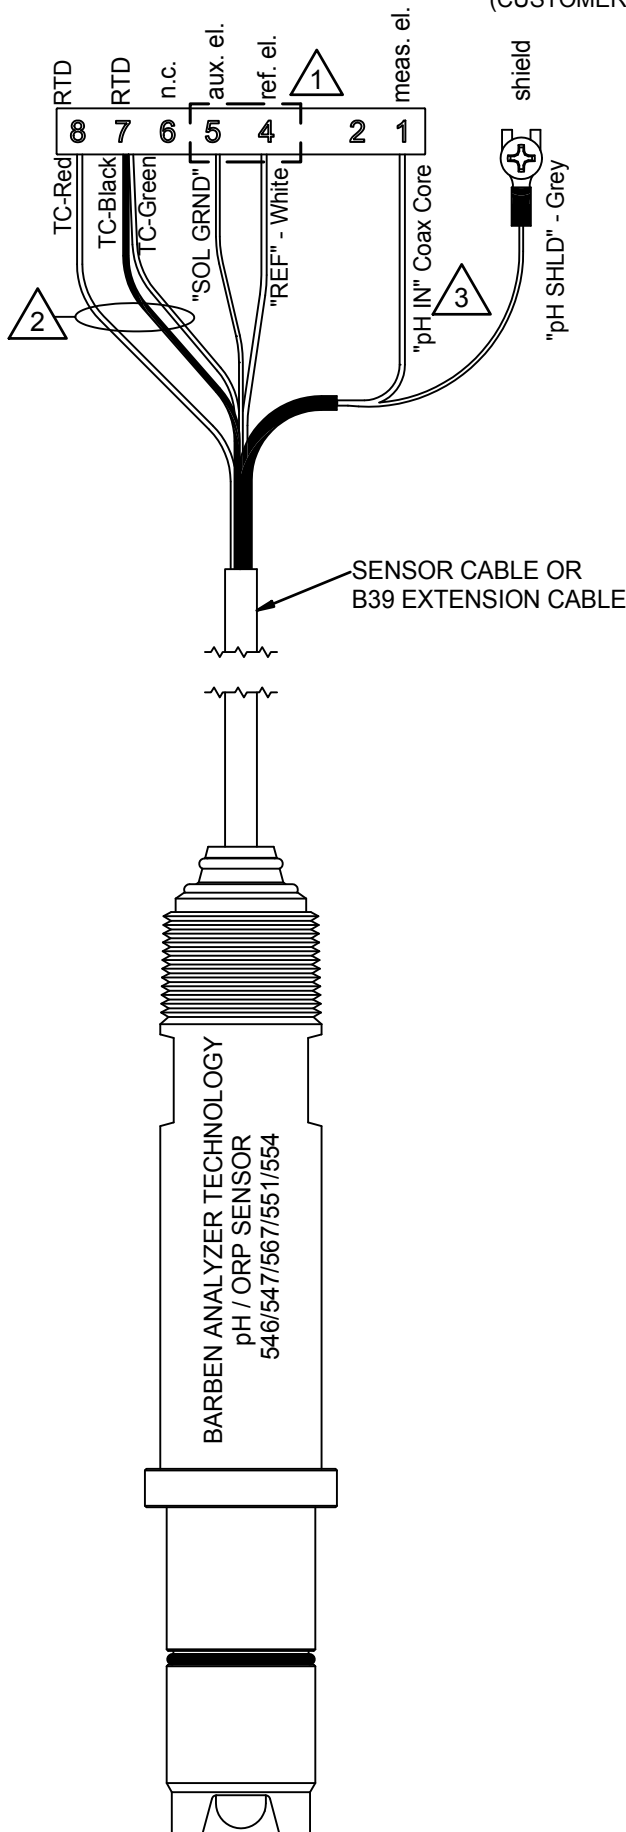 (CUSTOMER
RTD
RTD
n.c.
aux. el.
ref. el.
1
meas. el.
shield
8 7 6 5 4 2 1
TC-Red
TC-Black
TC-Green
"SOL GRND"
"REF" - White
"pH IN" Coax Core
"pH SHLD" - Grey
2
3
SENSOR CABLE OR
B39 EXTENSION CABLE
BARBEN ANALYZER TECHNOLOGY
pH / ORP SENSOR
546/547/567/551/554